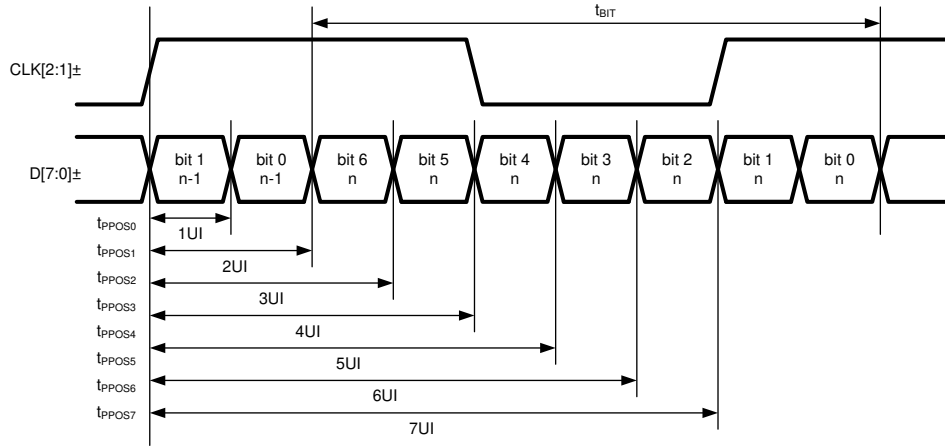 tBIT
CLK[2:1]±
D[7:0]±
bit 1 n-1
bit 0 n-1
bit 6 n
bit 5 n
bit 4 n
bit 3 n
bit 2 n
bit 1 n
bit 0 n
tPPOS0
1UI
tPPOS1
2UI
tPPOS2
3UI
tPPOS3
4UI
tPPOS4
5UI
tPPOS5
6UI
tPPOS6
7UI
tPPOS7